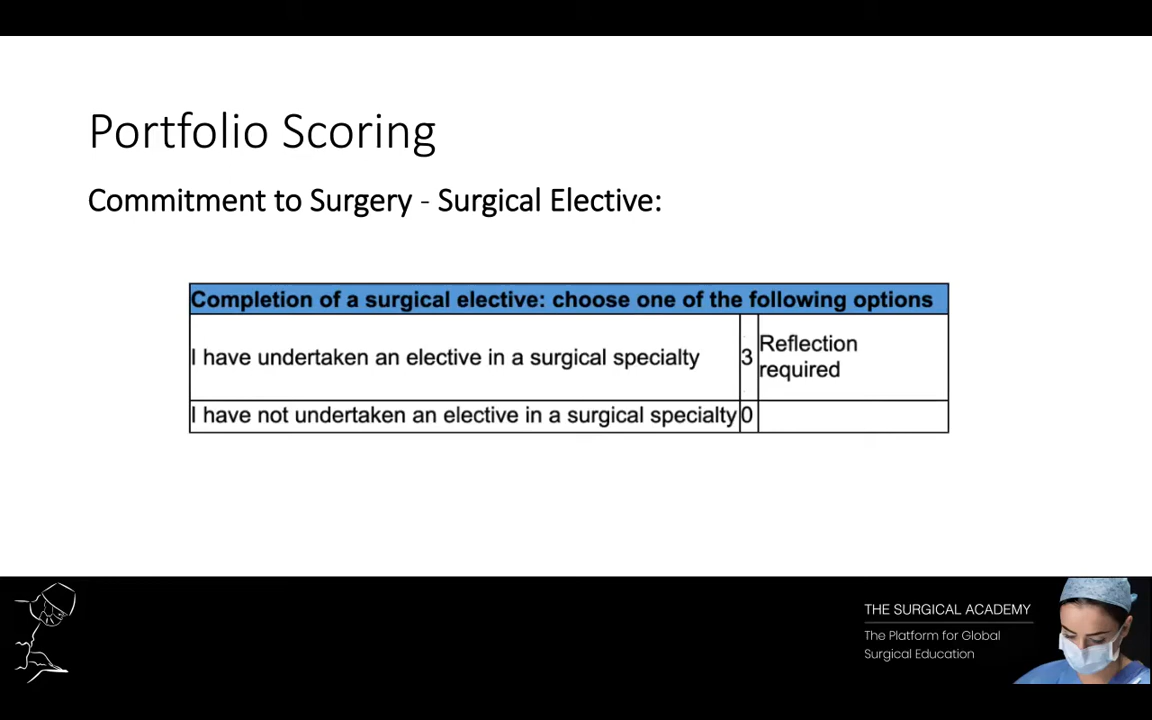 Portfolio Scoring
Commitment to Surgery - Surgical Elective:
Completion of a surgical elective: choose one of the following options
I have undertaken an elective in a surgical specialty 3 Reflection
required
I have not undertaken an elective in a surgical specialty 0
THE SURGICAL ACADEMY
The Platform for Global
Surgical Education